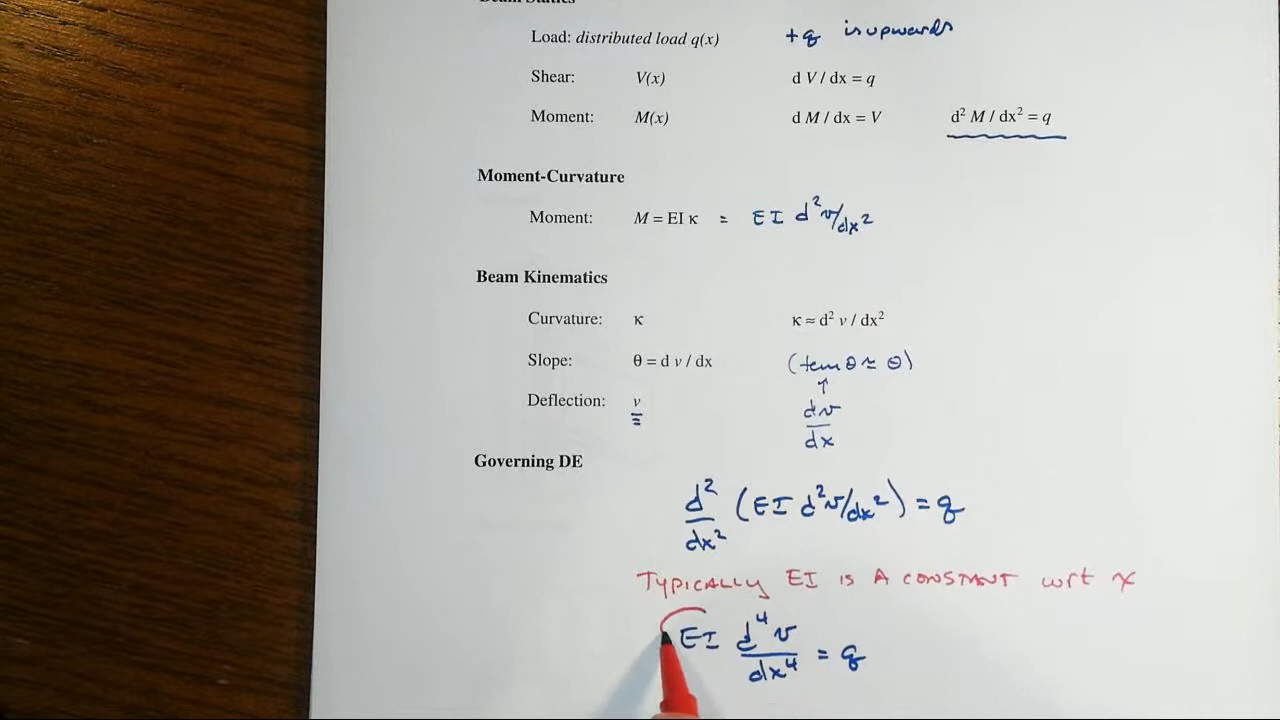 Beam Statics
Load: distributed load q(x) +q is upwards
Shear: V(x) d V / dx = q
Moment: M(x) d M / dx = V d² M / dx² = q
Moment-Curvature
Moment: M = EI κ = EI d²v/dx²
Beam Kinematics
Curvature: κ κ ≈ d² v / dx²
Slope: θ = d v / dx (tan θ ≈ θ)
↑
Deflection: v dv/dx
Governing DE
d²/dx² (EI d²v/dx²) = q
TYPICALLY EI IS A CONSTANT wrt x
EI d⁴v/dx⁴ = q